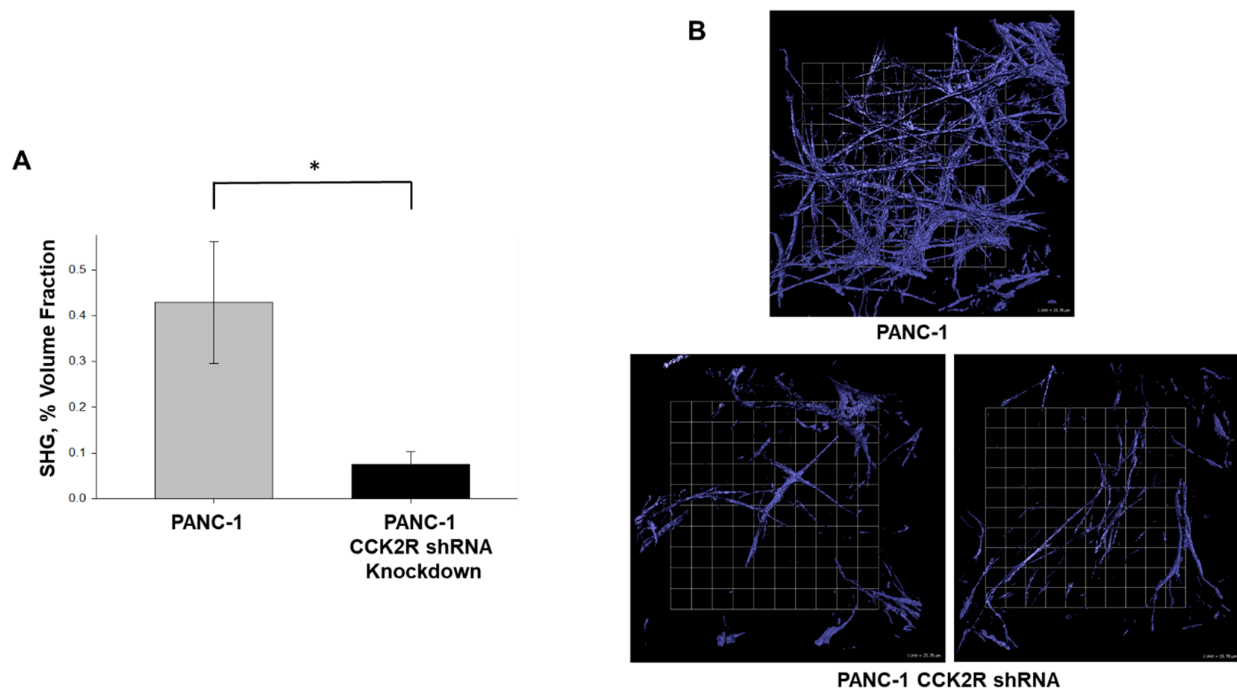 A
*
SHG, % Volume Fraction
0.5
0.4
0.3
0.2
0.1
0.0
PANC-1
PANC-1
CCK2R shRNA
Knockdown
B
PANC-1
PANC-1 CCK2R shRNA